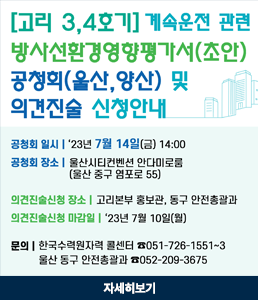 [고리 3,4호기] 계속운전 관련
방사선환경영향평가서(초안)
공청회(울산,양산) 및
의견진술 신청안내
공청회 일시 | ‘23년 7월 14일(금) 14:00
공청회 장소 | 울산시티컨벤션 안다미로룸
(울산 중구 염포로 55)
의견진술신청 장소 | 고리본부 홍보관, 동구 안전총괄과
의견진술신청 마감일 | ‘23년 7월 10일(월)
문의 | 한국수력원자력 콜센터 ☎051-726-1551~3
울산 동구 안전총괄과 ☎052-209-3675
자세히보기